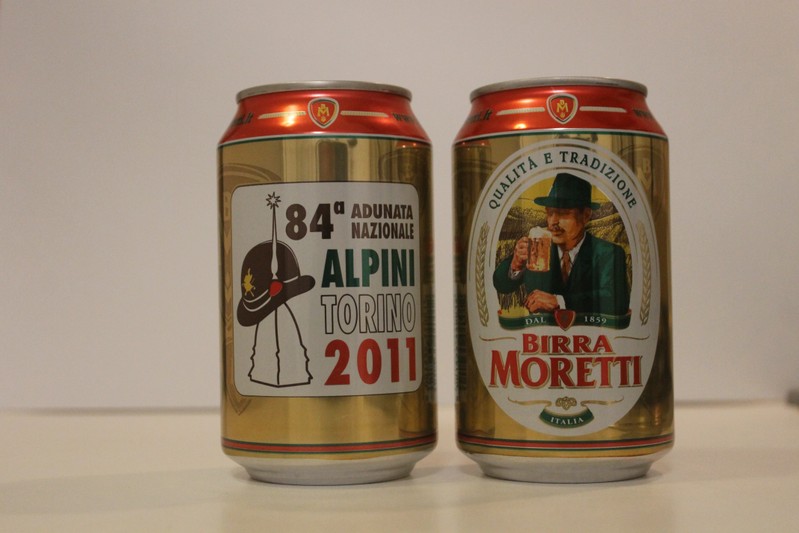 84ª ADUNATA
NAZIONALE
ALPINI
TORINO
2011
M
M
QUALITÀ E TRADIZIONE
DAL 1859
BIRRA
MORETTI
ITALIA